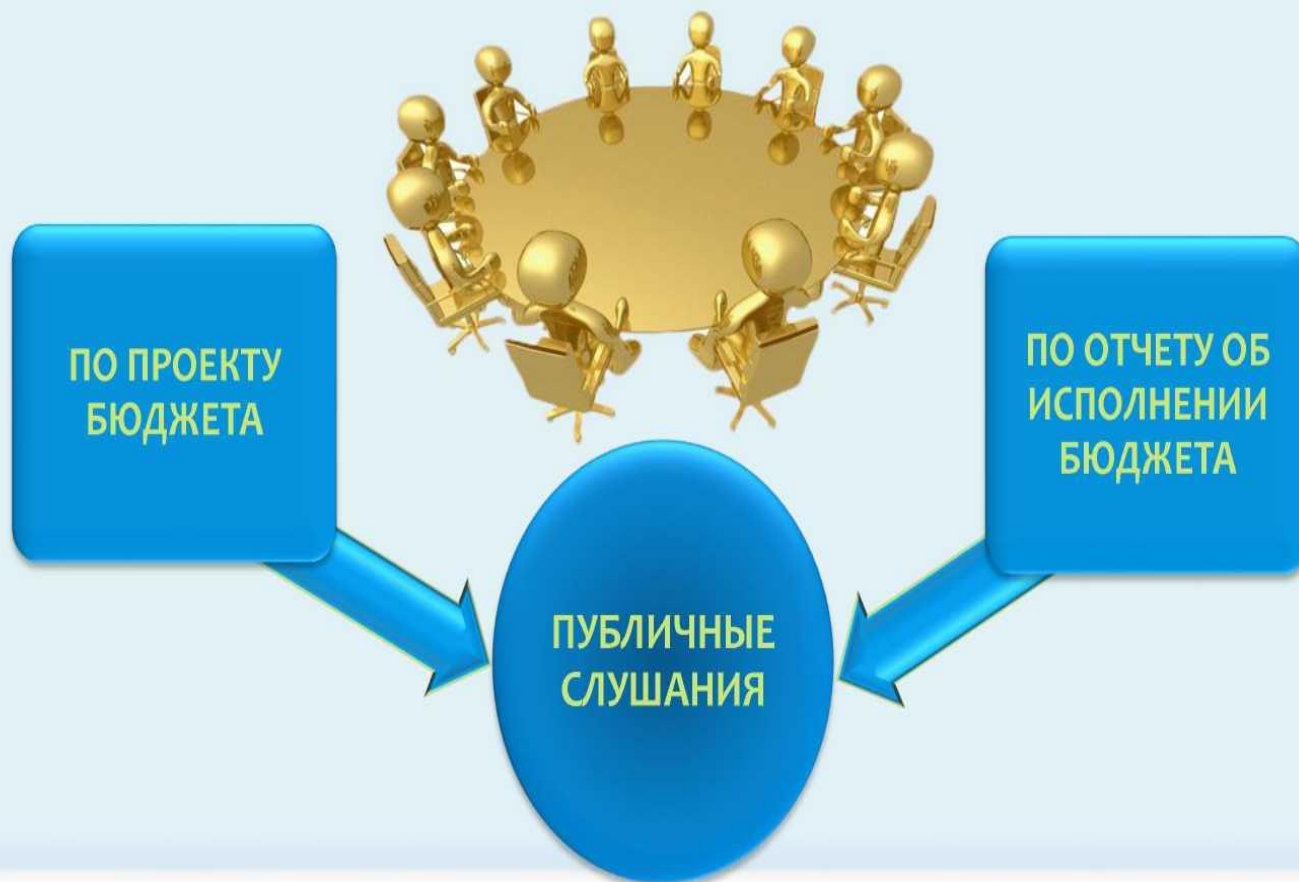 ПО ПРОЕКТУ
БЮДЖЕТА
ПО ОТЧЕТУ ОБ
ИСПОЛНЕНИИ
БЮДЖЕТА
ПУБЛИЧНЫЕ
СЛУШАНИЯ